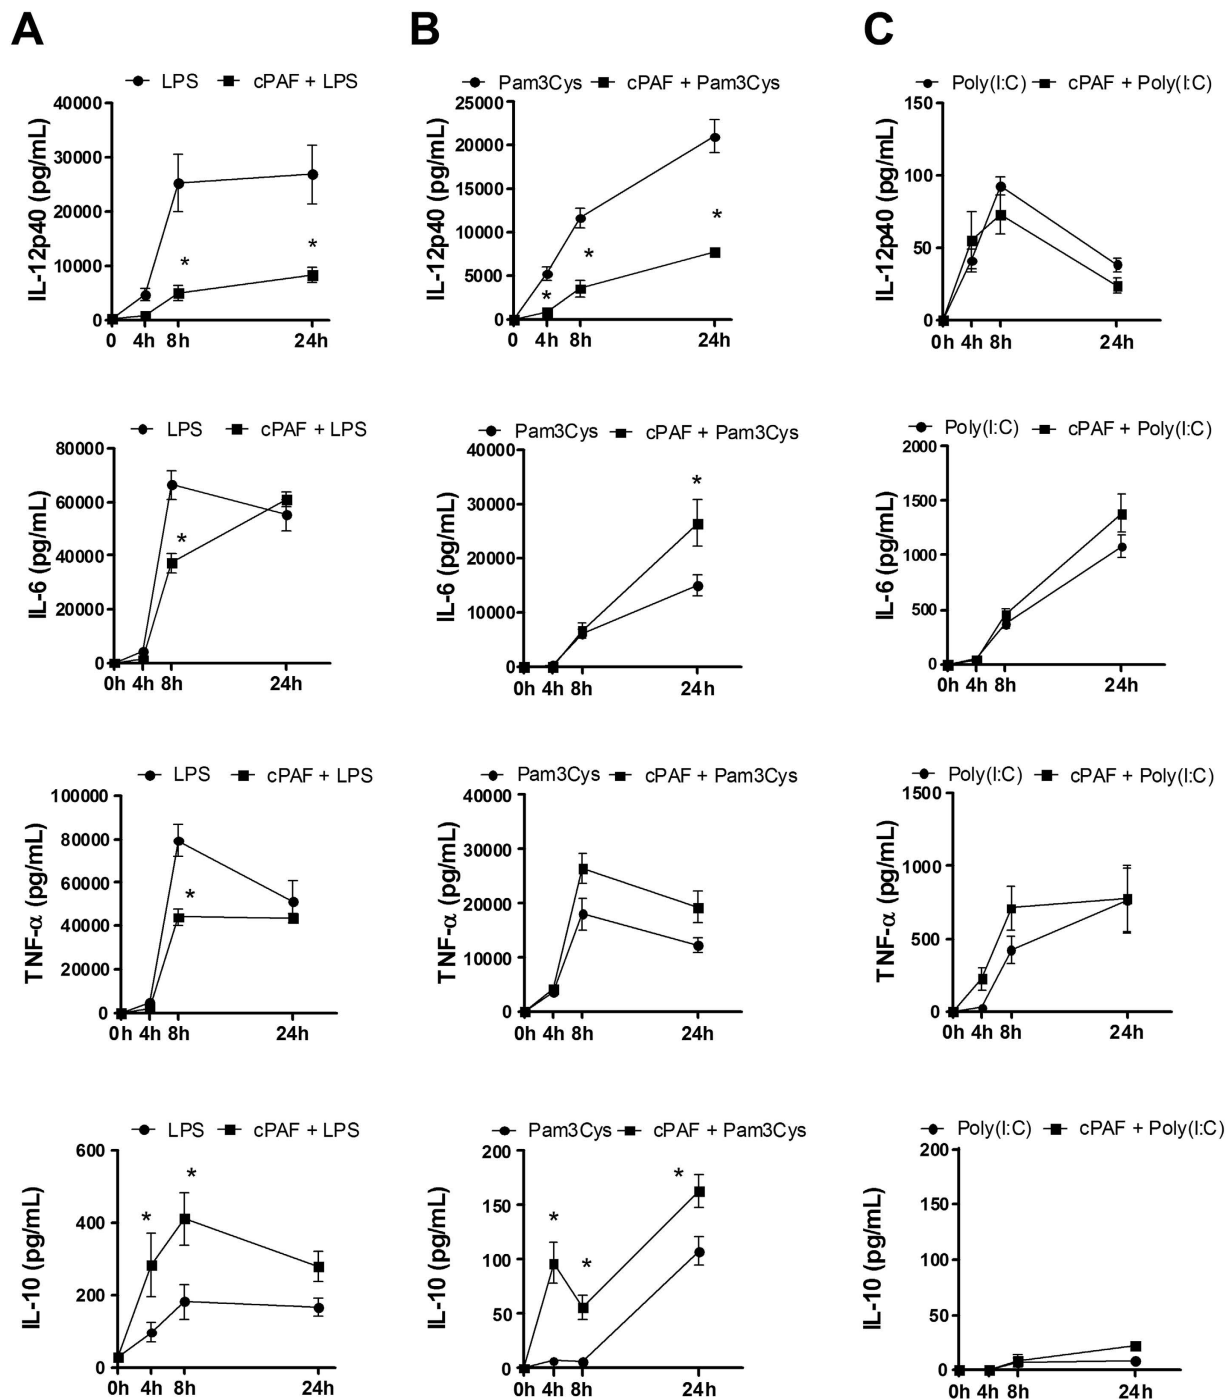 A B C
LPS cPAF + LPS
IL-12p40 (pg/mL)
40000
30000
20000
10000
0
* *
0 4h 8h 24h
Pam3Cys cPAF + Pam3Cys
IL-12p40 (pg/mL)
25000
20000
15000
10000
5000
0
* * *
0 4h 8h 24h
Poly(I:C) cPAF + Poly(I:C)
IL-12p40 (pg/mL)
150
100
50
0
0h 4h 8h 24h
LPS cPAF + LPS
IL-6 (pg/mL)
80000
60000
40000
20000
0
*
0h 4h 8h 24h
Pam3Cys cPAF + Pam3Cys
IL-6 (pg/mL)
40000
30000
20000
10000
0
*
0h 4h 8h 24h
Poly(I:C) cPAF + Poly(I:C)
IL-6 (pg/mL)
2000
1500
1000
500
0
0h 4h 8h 24h
LPS cPAF + LPS
TNF-α (pg/mL)
100000
80000
60000
40000
20000
0
*
0h 4h 8h 24h
Pam3Cys cPAF + Pam3Cys
TNF-α (pg/mL)
40000
30000
20000
10000
0
0h 4h 8h 24h
Poly(I:C) cPAF + Poly(I:C)
TNF-α (pg/mL)
1500
1000
500
0
0h 4h 8h 24h
LPS cPAF + LPS
IL-10 (pg/mL)
600
400
200
0
* *
0h 4h 8h 24h
Pam3Cys cPAF + Pam3Cys
IL-10 (pg/mL)
200
150
100
50
0
* * *
0h 4h 8h 24h
Poly(I:C) cPAF + Poly(I:C)
IL-10 (pg/mL)
200
150
100
50
0
0h 4h 8h 24h